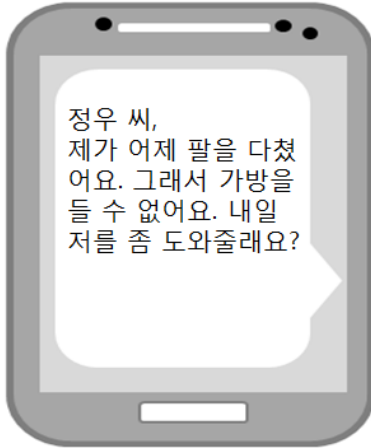 정우 씨,
제가 어제 팔을 다쳤
어요. 그래서 가방을
들 수 없어요. 내일
저를 좀 도와줄래요?